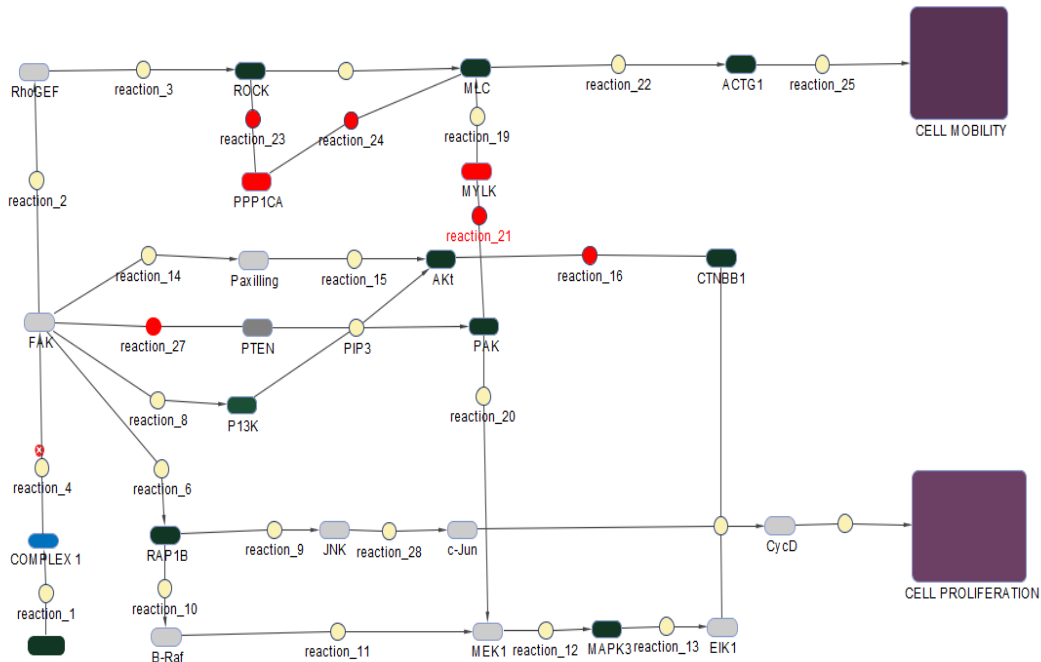 RhoGEF
reaction_3
ROCK
MLC
reaction_22
ACTG1
reaction_25
CELL MOBILITY
reaction_23
reaction_24
reaction_19
reaction_2
PPP1CA
MYLK
reaction_21
reaction_14
Paxilling
reaction_15
AKt
reaction_16
CTNBB1
FAK
reaction_27
PTEN
PIP3
PAK
reaction_8
P13K
reaction_20
reaction_4
reaction_6
COMPLEX 1
RAP1B
reaction_9
JNK
reaction_28
c-Jun
CycD
CELL PROLIFERATION
reaction_1
reaction_10
B-Raf
reaction_11
MEK1
reaction_12
MAPK3
reaction_13
EIK1